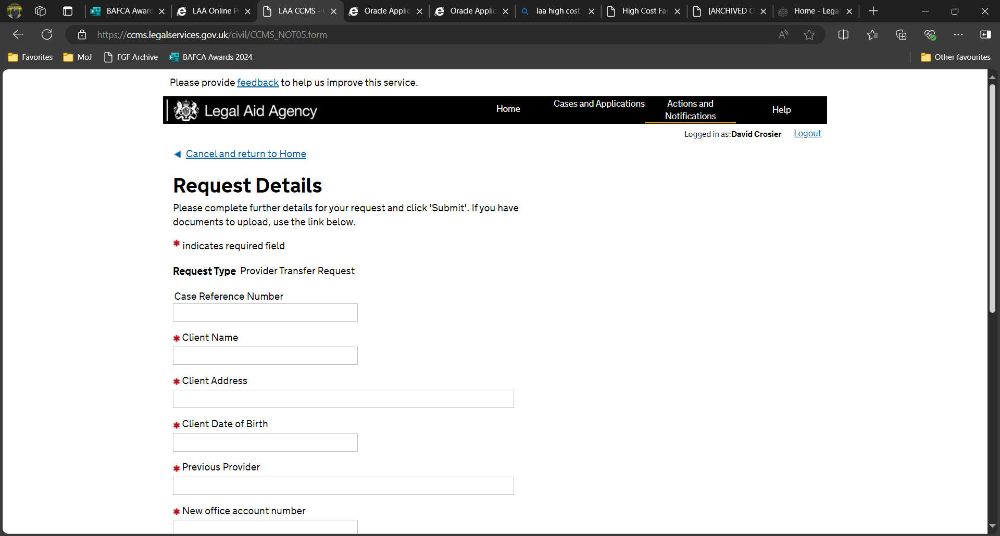 BAFCA Awar
LAA Online P
LAA CCMS -
Oracle Applic
Oracle Applic
laa high cost
High Cost Far
[ARCHIVED C
Home - Legal
https://ccms.legalservices.gov.uk/civil/CCMS_NOT05.form
Favorites
MoJ
FGF Archive
BAFCA Awards 2024
Other favourites
Please provide feedback to help us improve this service.
Legal Aid Agency
Home
Cases and Applications
Actions and
Notifications
Help
Logged in as:David Crosier
Logout
Cancel and return to Home
Request Details
Please complete further details for your request and click 'Submit'. If you have
documents to upload, use the link below.
* indicates required field
Request Type Provider Transfer Request
Case Reference Number
* Client Name
* Client Address
* Client Date of Birth
* Previous Provider
* New office account number